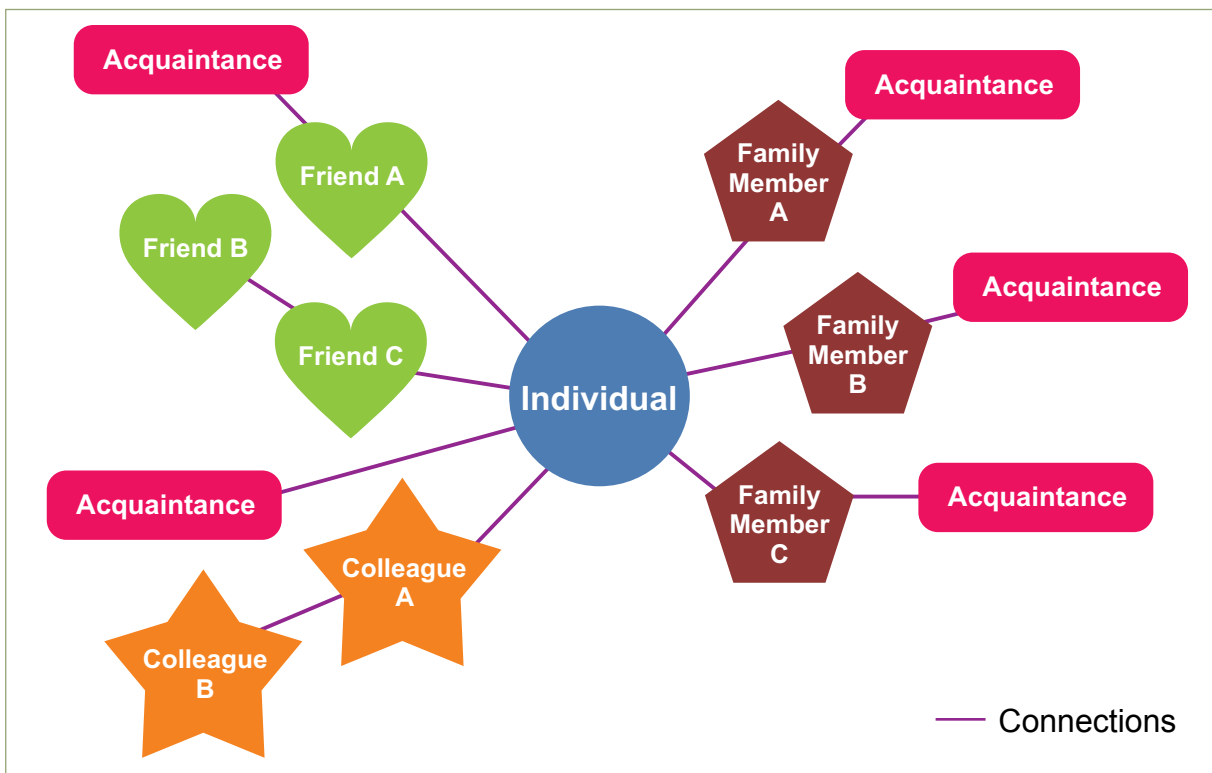 Acquaintance
Acquaintance
Friend A
Family
Member
A
Friend B
Acquaintance
Friend C
Family
Member
B
Individual
Acquaintance
Family
Member
C
Acquaintance
Colleague
A
Colleague
B
Connections